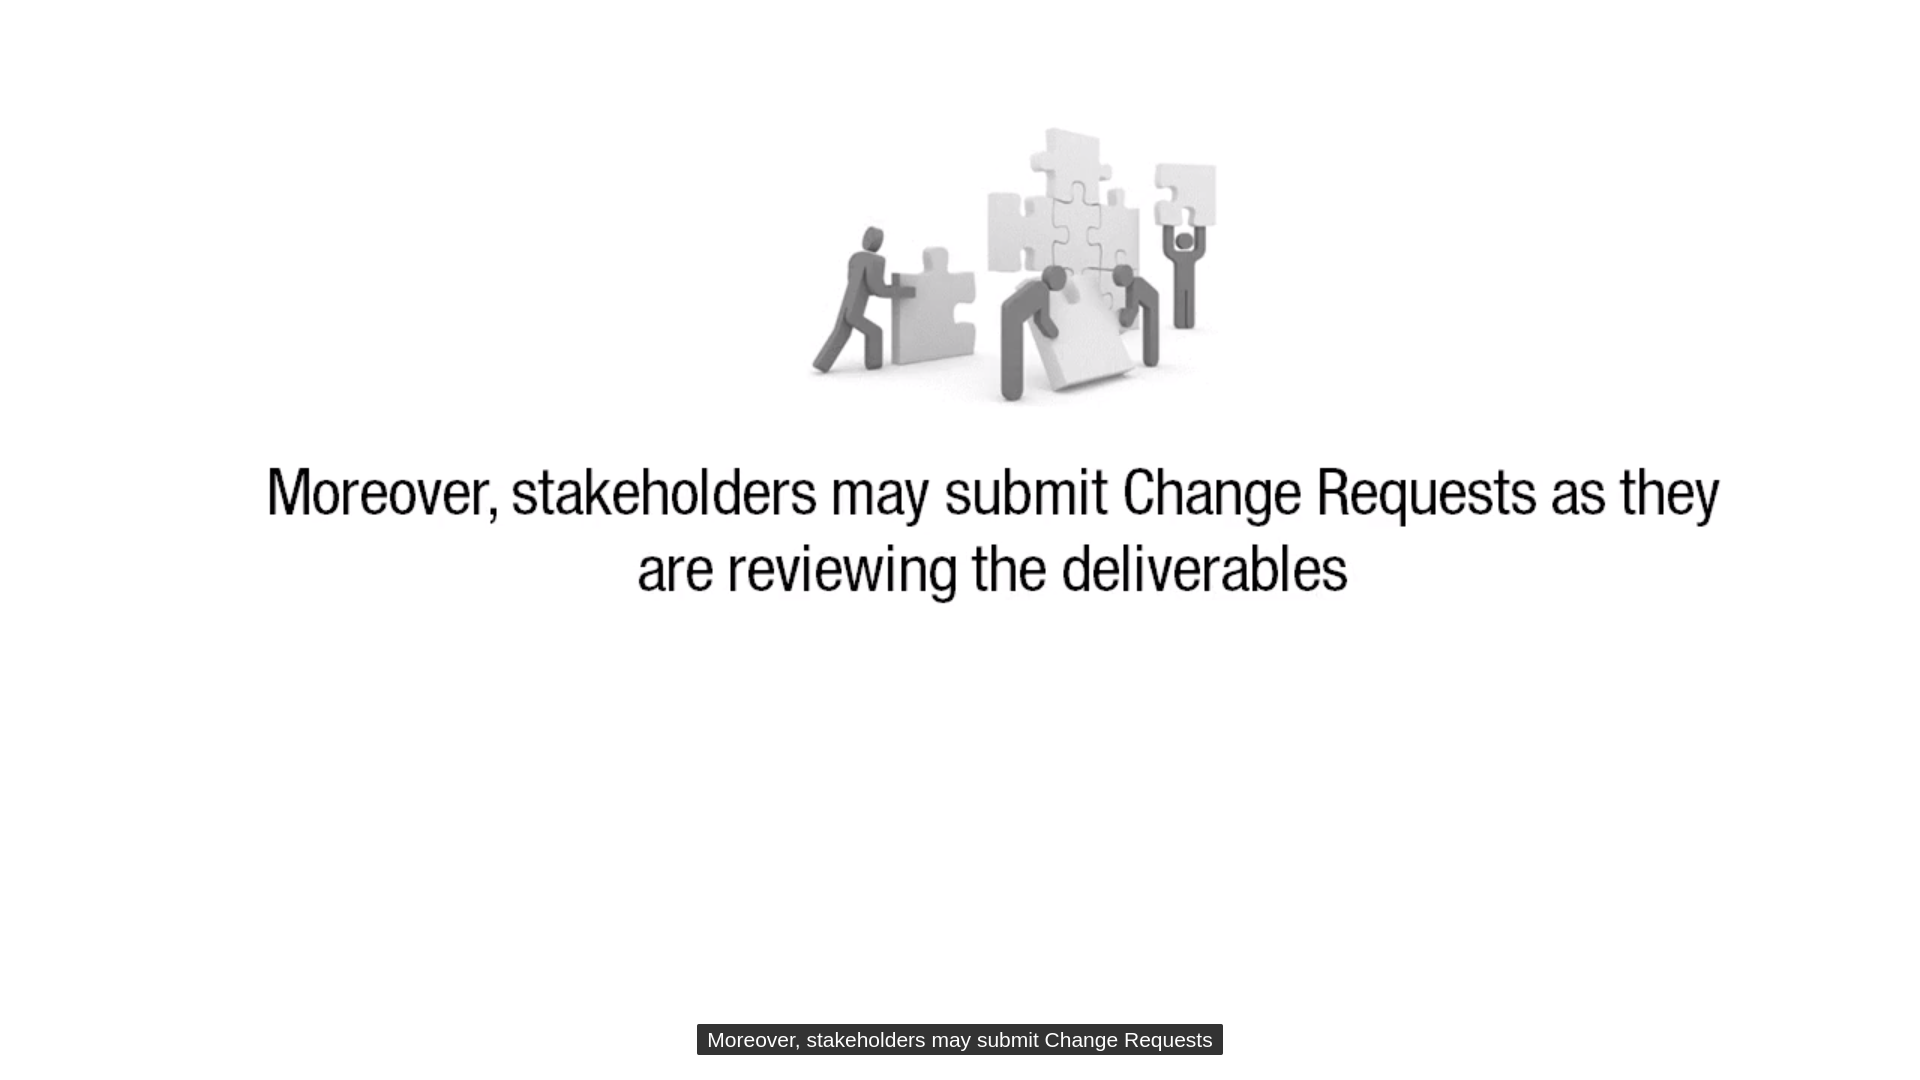 Moreover, stakeholders may submit Change Requests as they
are reviewing the deliverables
Moreover, stakeholders may submit Change Requests